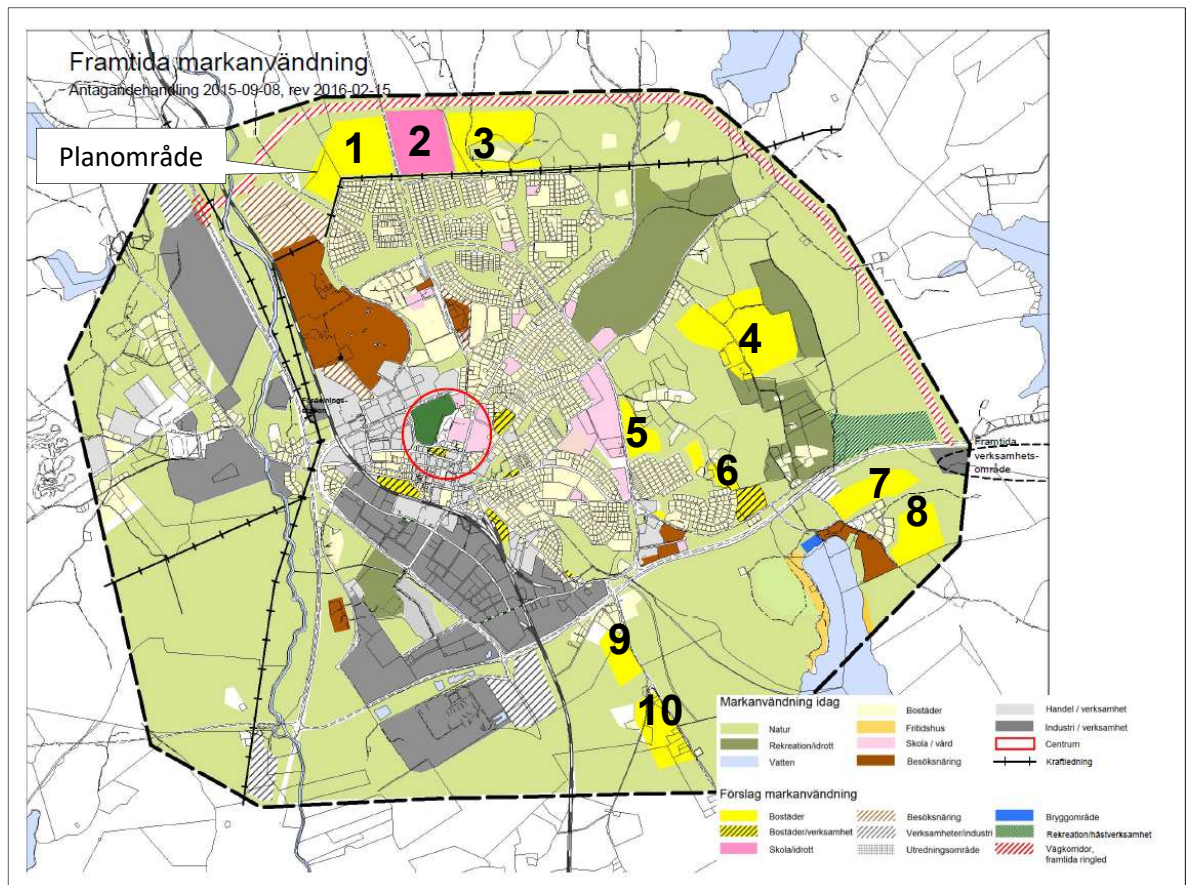 Framtida markanvändning
Antagandehandling 2015-09-08, rev 2016-02-15
Planområde
1
2
3
4
5
6
7
8
9
10
Framtida
verksamhets-
område
Markanvändning idag
Natur
Rekreation/idrott
Vatten
Bostäder
Fritidshus
Skola / vård
Besöksnäring
Handel / verksamhet
Industri / verksamhet
Centrum
Kraftledning
Förslag markanvändning
Bostäder
Bostäder/verksamhet
Skola/idrott
Besöksnäring
Verksamheter/industri
Utredningsområde
Bryggområde
Rekreation/hästverksamhet
Vägkorridor,
framtida ringled